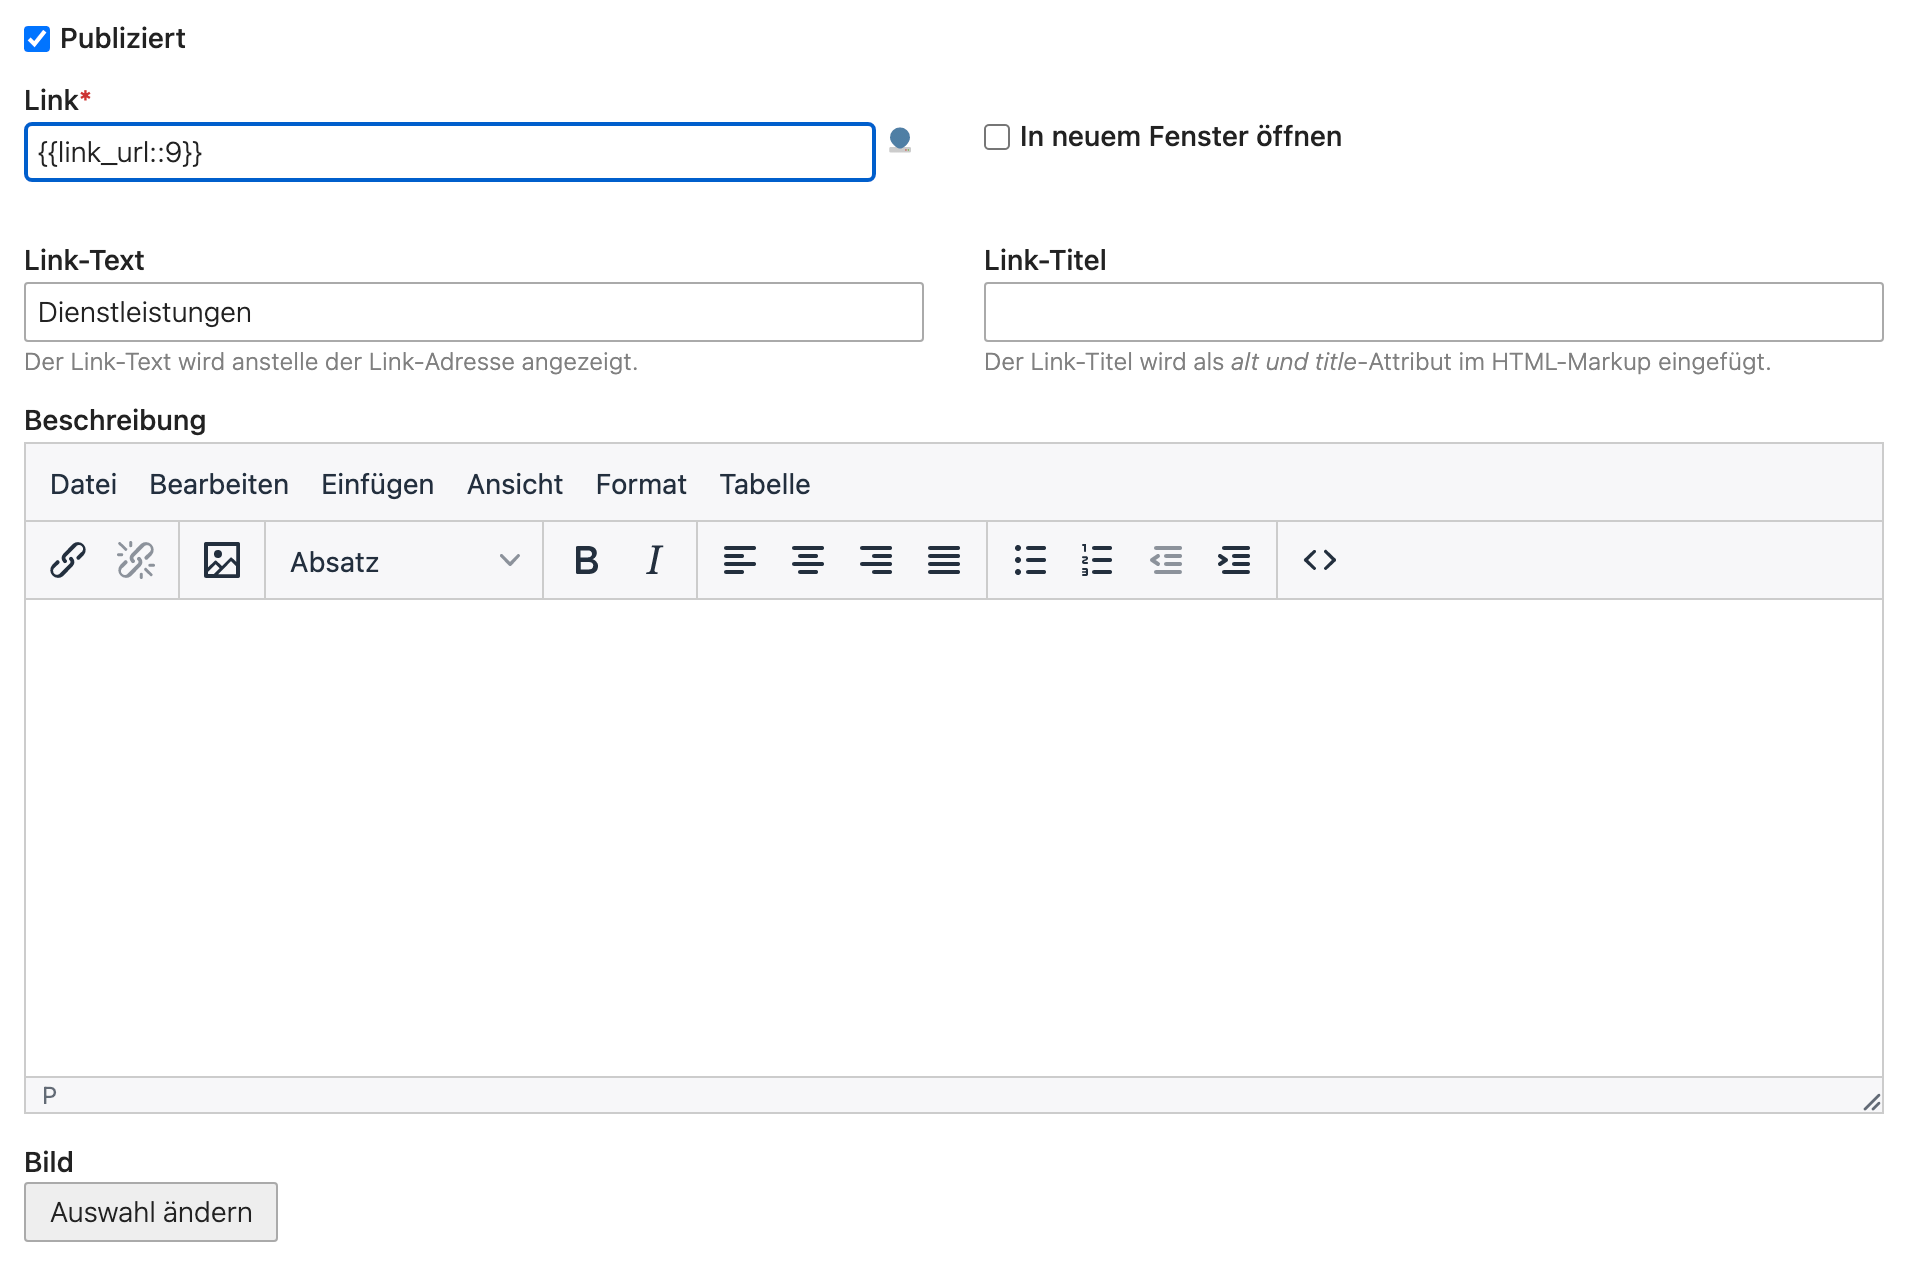 Publiziert
Link*
{{link_url::9}}
In neuem Fenster öffnen
Link-Text
Link-Titel
Dienstleistungen
Der Link-Text wird anstelle der Link-Adresse angezeigt.
Der Link-Titel wird als alt und title-Attribut im HTML-Markup eingefügt.
Beschreibung
Datei Bearbeiten Einfügen Ansicht Format Tabelle
Absatz B I
P
Bild
Auswahl ändern